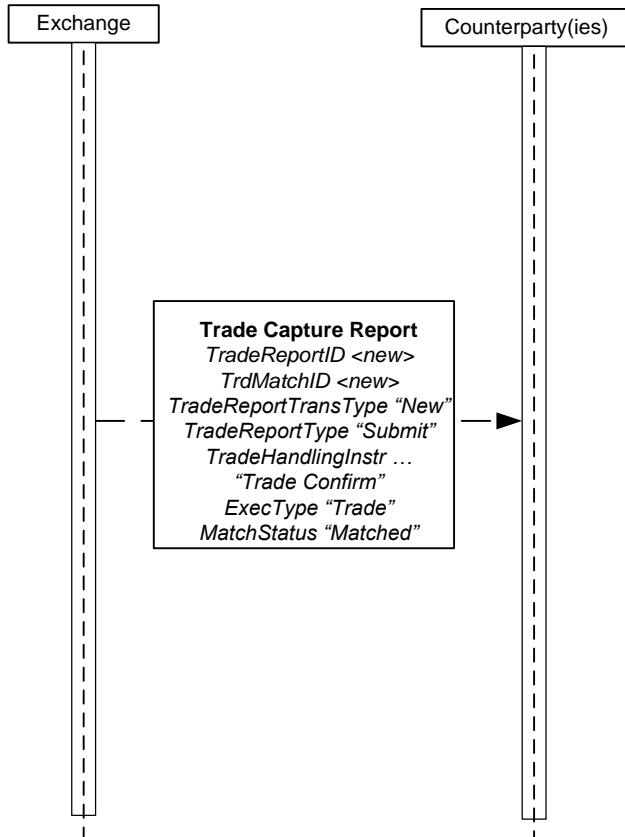 Exchange
Counterparty(ies)
Trade Capture Report
TradeReportID <new>
TrdMatchID <new>
TradeReportTransType “New”
TradeReportType “Submit”
TradeHandlingInstr …
“Trade Confirm”
ExecType “Trade”
MatchStatus “Matched”